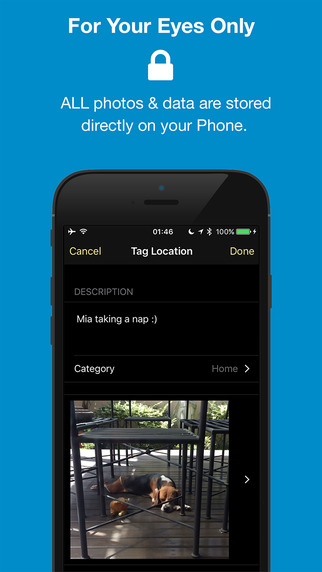 For Your Eyes Only
ALL photos & data are stored
directly on your Phone.
01:46
100%
Cancel
Tag Location
Done
DESCRIPTION
Mia taking a nap :)
Category
Home